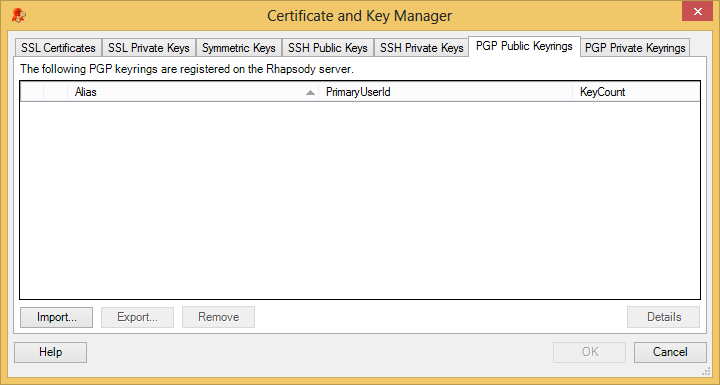 Certificate and Key Manager
SSL Certificates SSL Private Keys Symmetric Keys SSH Public Keys SSH Private Keys PGP Public Keyrings PGP Private Keyrings
The following PGP keyrings are registered on the Rhapsody server.
Alias PrimaryUserId KeyCount
Import... Export... Remove Details
Help OK Cancel